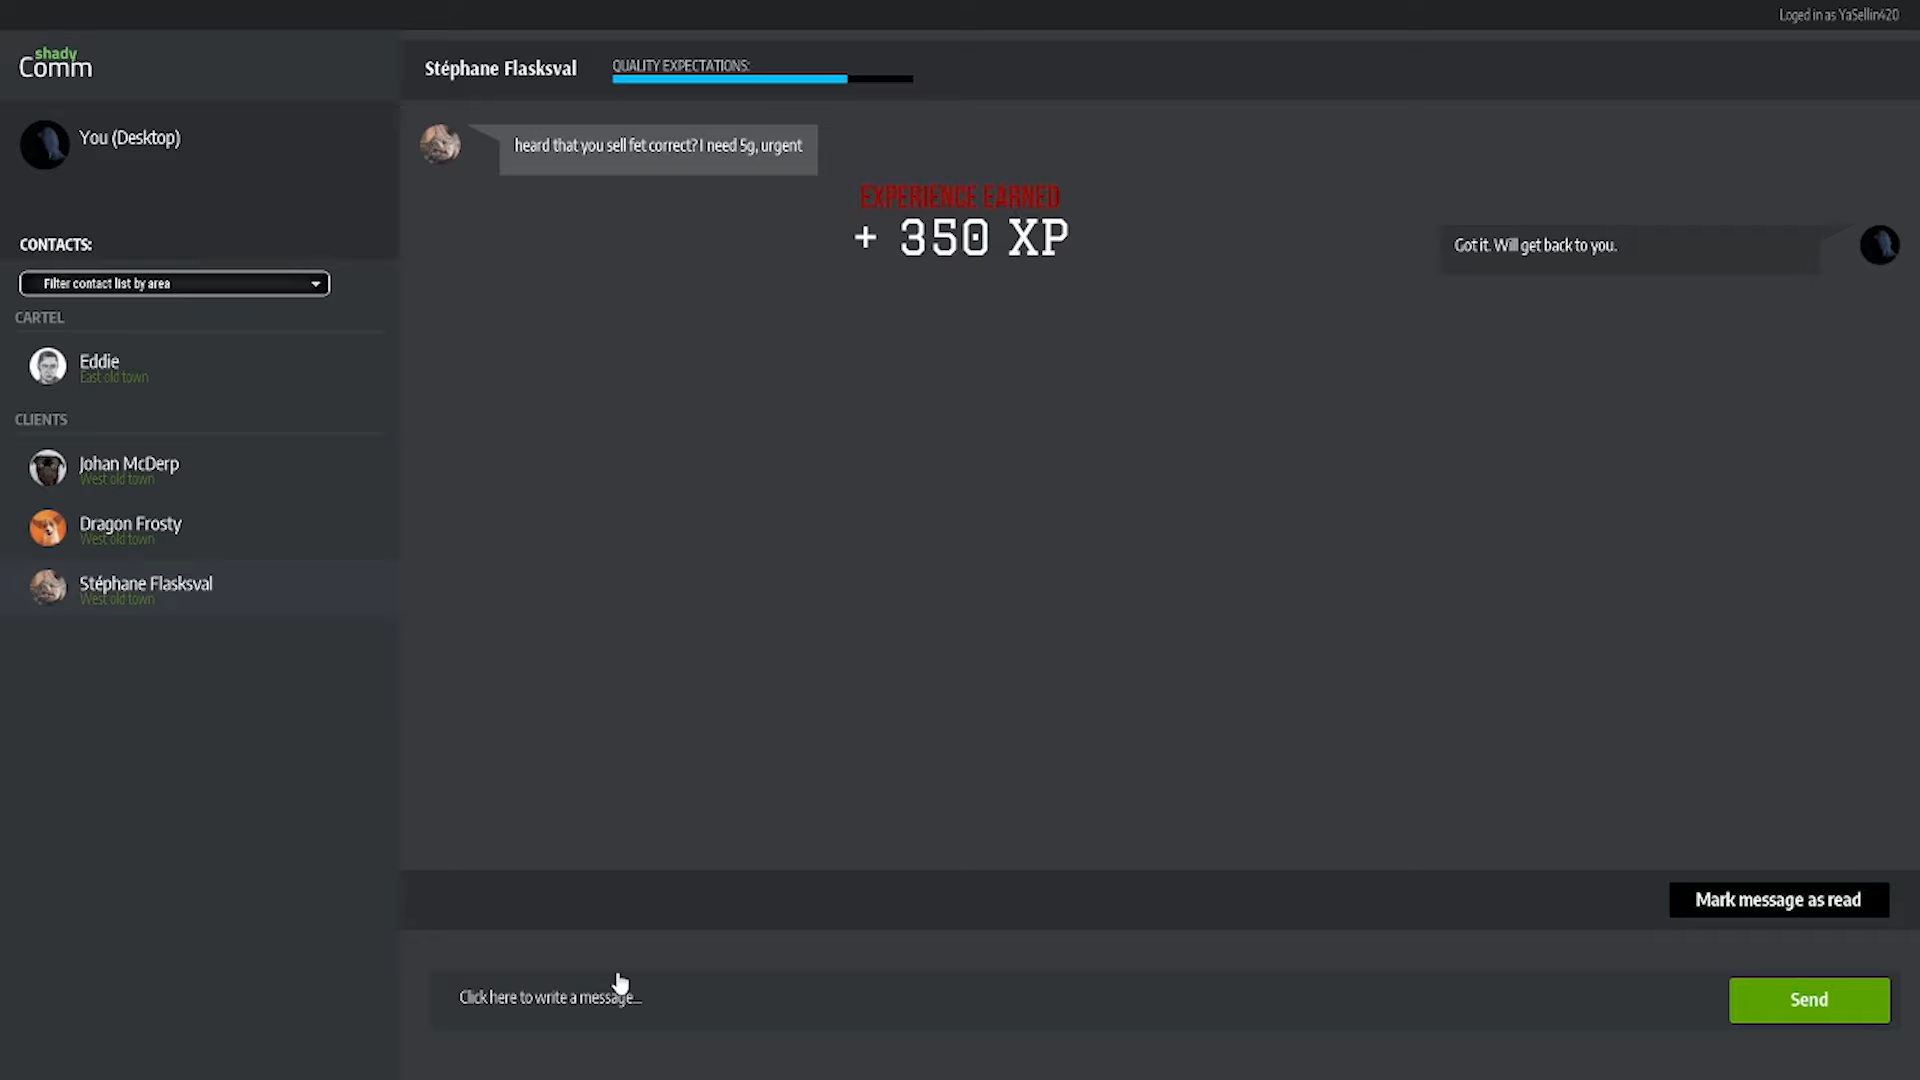 Loged in as YaSellin420
shady
Comm
Stéphane Flasksval
QUALITY EXPECTATIONS:
You (Desktop)
heard that you sell fet correct? I need 5g, urgent
EXPERIENCE EARNED
+ 350 XP
Got it. Will get back to you.
CONTACTS:
Filter contact list by area
CARTEL
Eddie
East old town
CLIENTS
Johan McDerp
West old town
Dragon Frosty
West old town
Stéphane Flasksval
West old town
Mark message as read
Click here to write a message...
Send